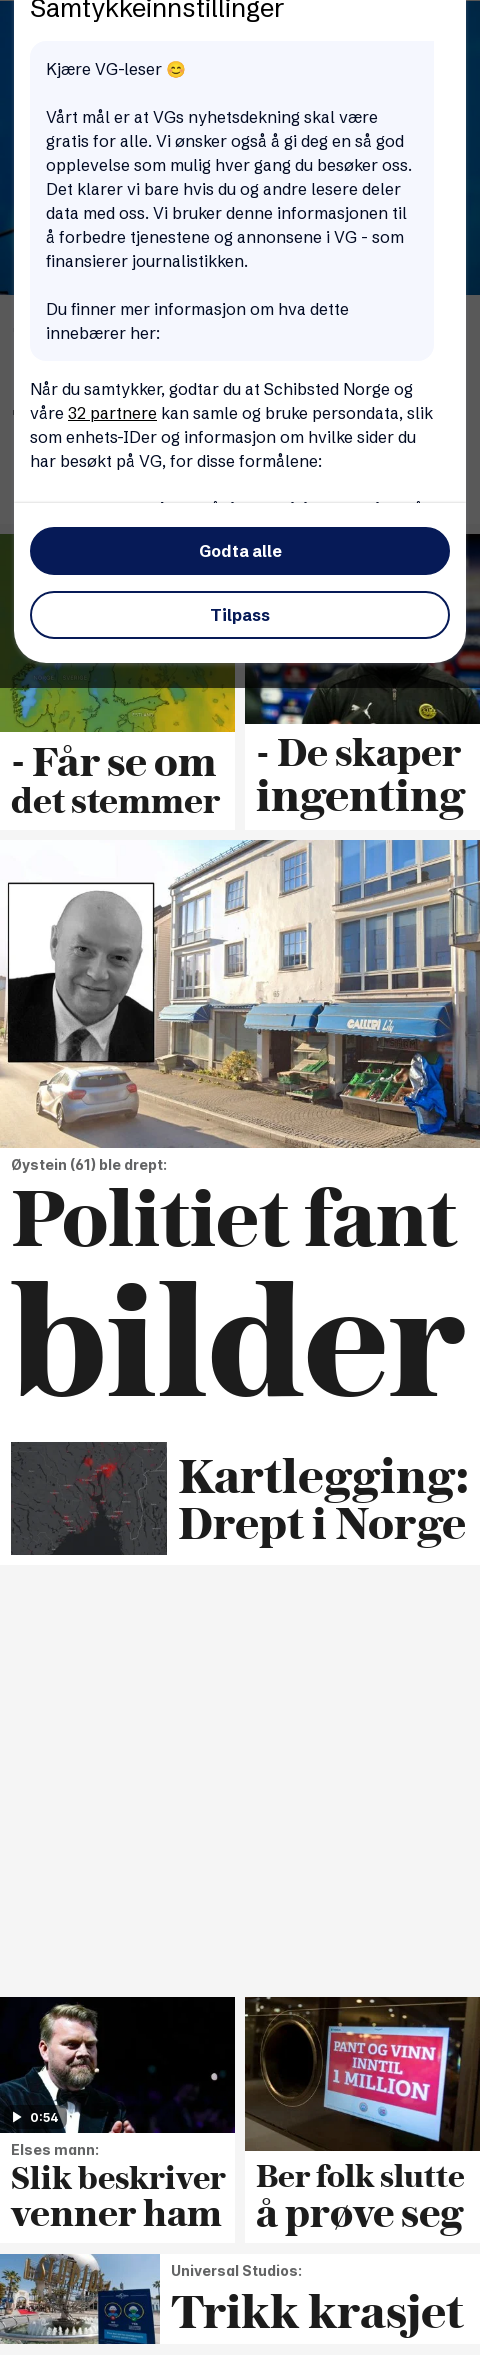 Samtykkeinnstillinger
Kjære VG-leser 😊
Vårt mål er at VGs nyhetsdekning skal være
gratis for alle. Vi ønsker også å gi deg en så god
opplevelse som mulig hver gang du besøker oss.
Det klarer vi bare hvis du og andre lesere deler
data med oss. Vi bruker denne informasjonen til
å forbedre tjenestene og annonsene i VG - som
finansierer journalistikken.
Du finner mer informasjon om hva dette
innebærer her:
Når du samtykker, godtar du at Schibsted Norge og
våre 32 partnere kan samle og bruke persondata, slik
som enhets-IDer og informasjon om hvilke sider du
har besøkt på VG, for disse formålene:
Godta alle
Tilpass
- Får se om
det stemmer
- De skaper
ingenting
GALLERI Lily
Øystein (61) ble drept:
Politiet fant
bilder
Kartlegging:
Drept i Norge
0:54
Elses mann:
Slik beskriver
venner ham
PANT OG VINN
INNTIL
1 MILLION
Ber folk slutte
å prøve seg
Universal Studios:
Trikk krasjet